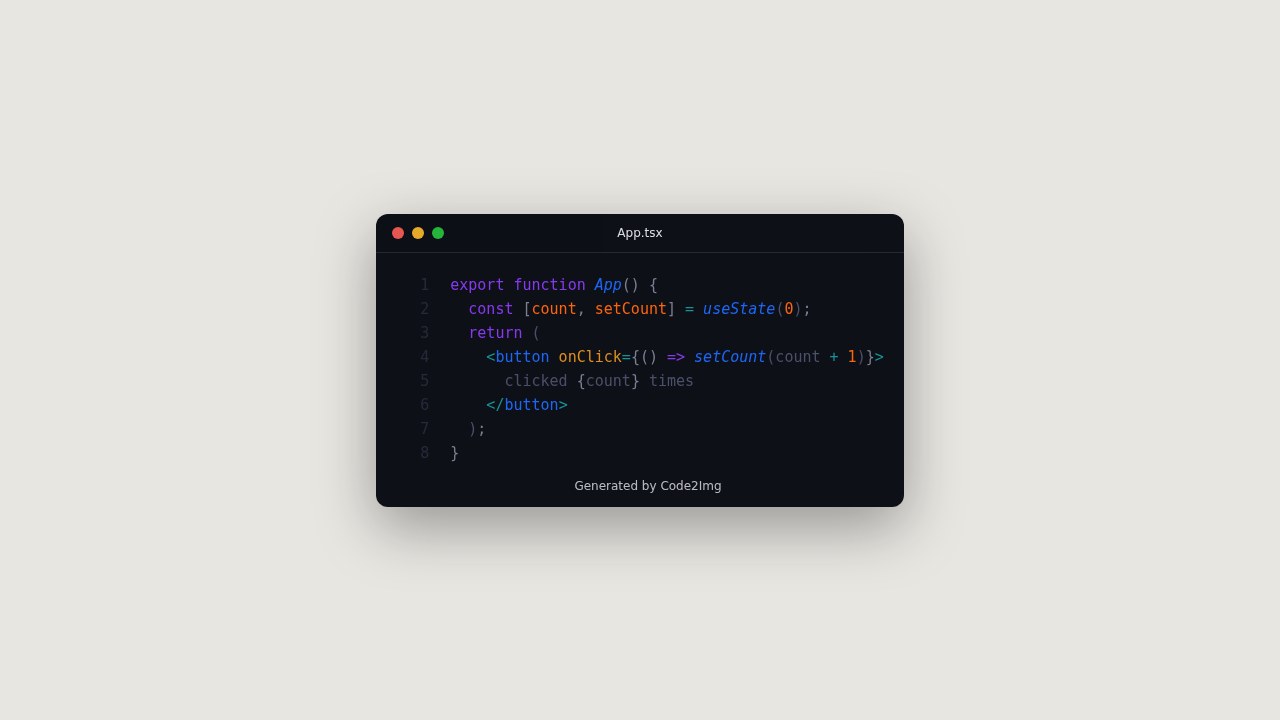 App.tsx
1 export function App() {
2   const [count, setCount] = useState(0);
3   return (
4     <button onClick={() => setCount(count + 1)}>
5       clicked {count} times
6     </button>
7   );
8 }
Generated by Code2Img